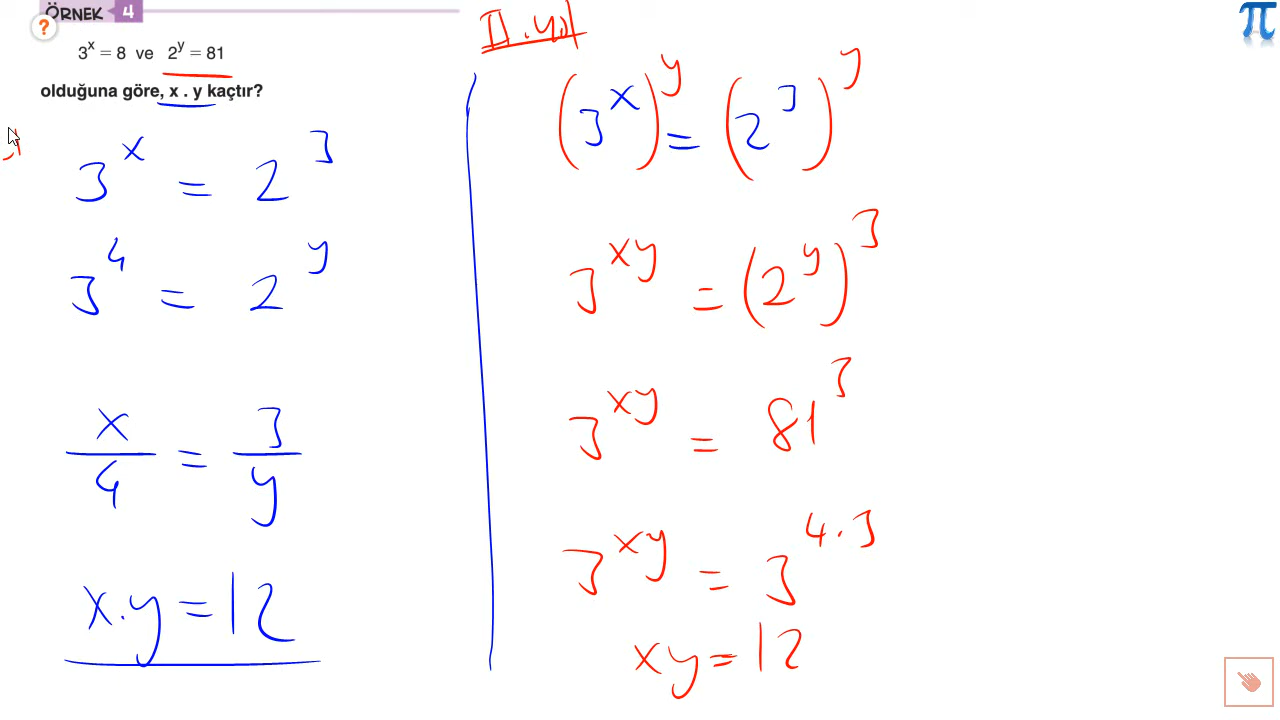 ÖRNEK 4
?
3^x = 8 ve 2^y = 81
olduğuna göre, x . y kaçtır?
3^x = 2^3
3^4 = 2^y
x/4 = 3/y
x.y = 12
II.yol
(3^x)^y = (2^3)^y
3^xy = (2^y)^3
3^xy = 81^3
3^xy = 3^4.3
xy = 12
π